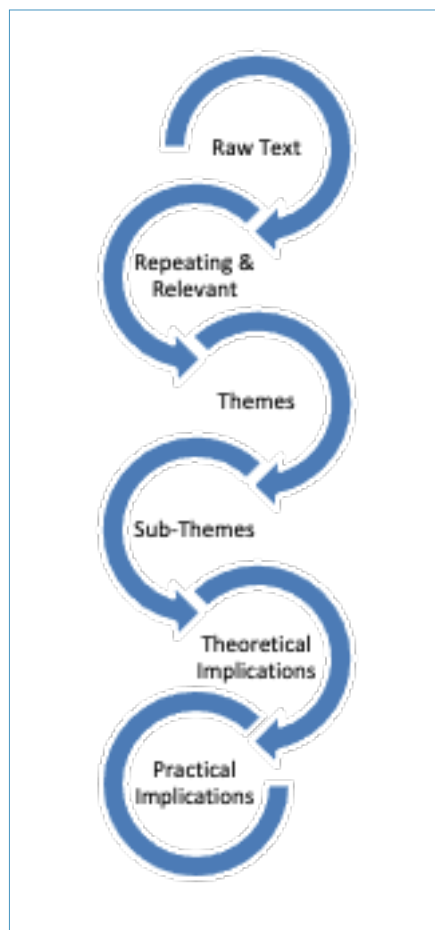 Raw Text
Repeating &
Relevant
Themes
Sub-Themes
Theoretical
Implications
Practical
Implications